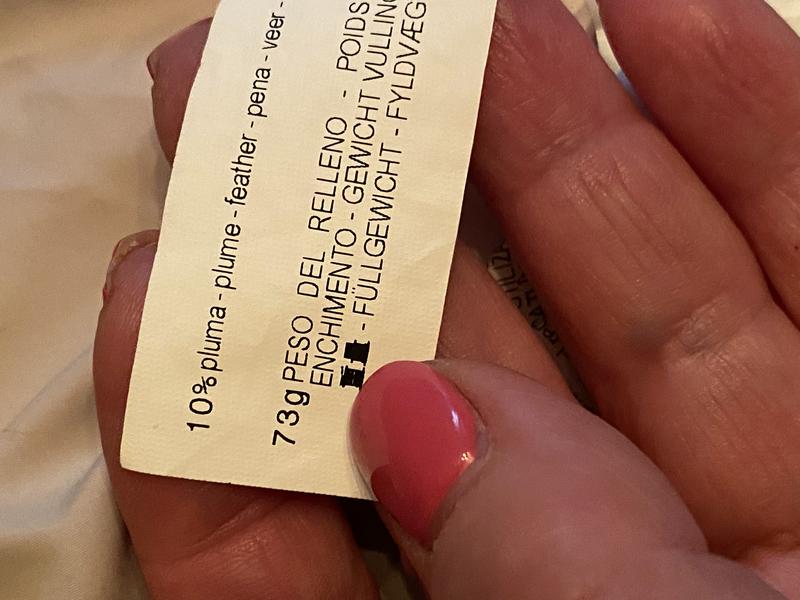 10% pluma - plume - feather - pena - veer -
73g PESO DEL RELLENO - POIDS
ENCHIMENTO - GEWICHT VULLING
- FÜLLGEWICHT - FYLDVÆG